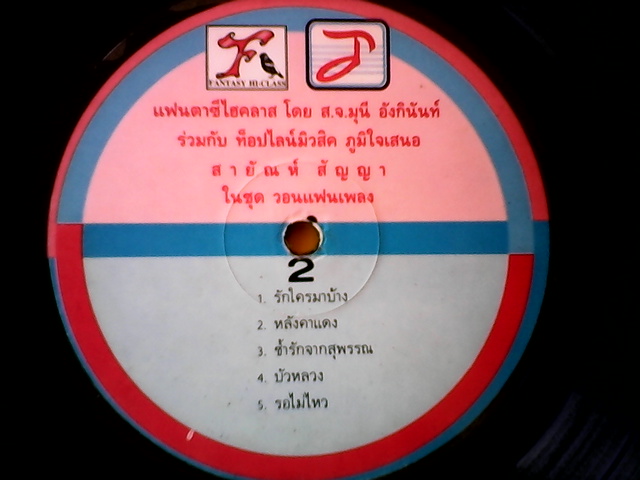 FANTASY HI-CLASS
แฟนตาซีไฮคลาส โดย ส.จ.มุนี อังกินันท์
ร่วมกับ ท็อปไลน์มิวสิค ภูมิใจเสนอ
สายัณห์ สัญญา
ในชุด วอนแฟนเพลง
2
1. รักใครมาบ้าง
2. หลังคาแดง
3. ช้ำรักจากสุพรรณ
4. บัวหลวง
5. รอไม่ไหว